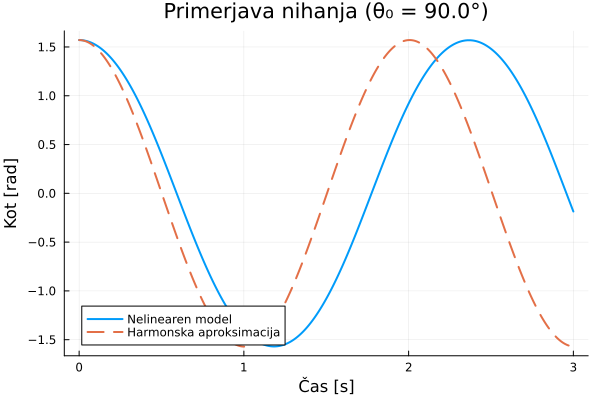 Primerjava nihanja (θ₀ = 90.0°)
Kot [rad]
1.5
1.0
0.5
0.0
−0.5
−1.0
−1.5
Nelinearen model
Harmonska aproksimacija
0 1 2 3
Čas [s]